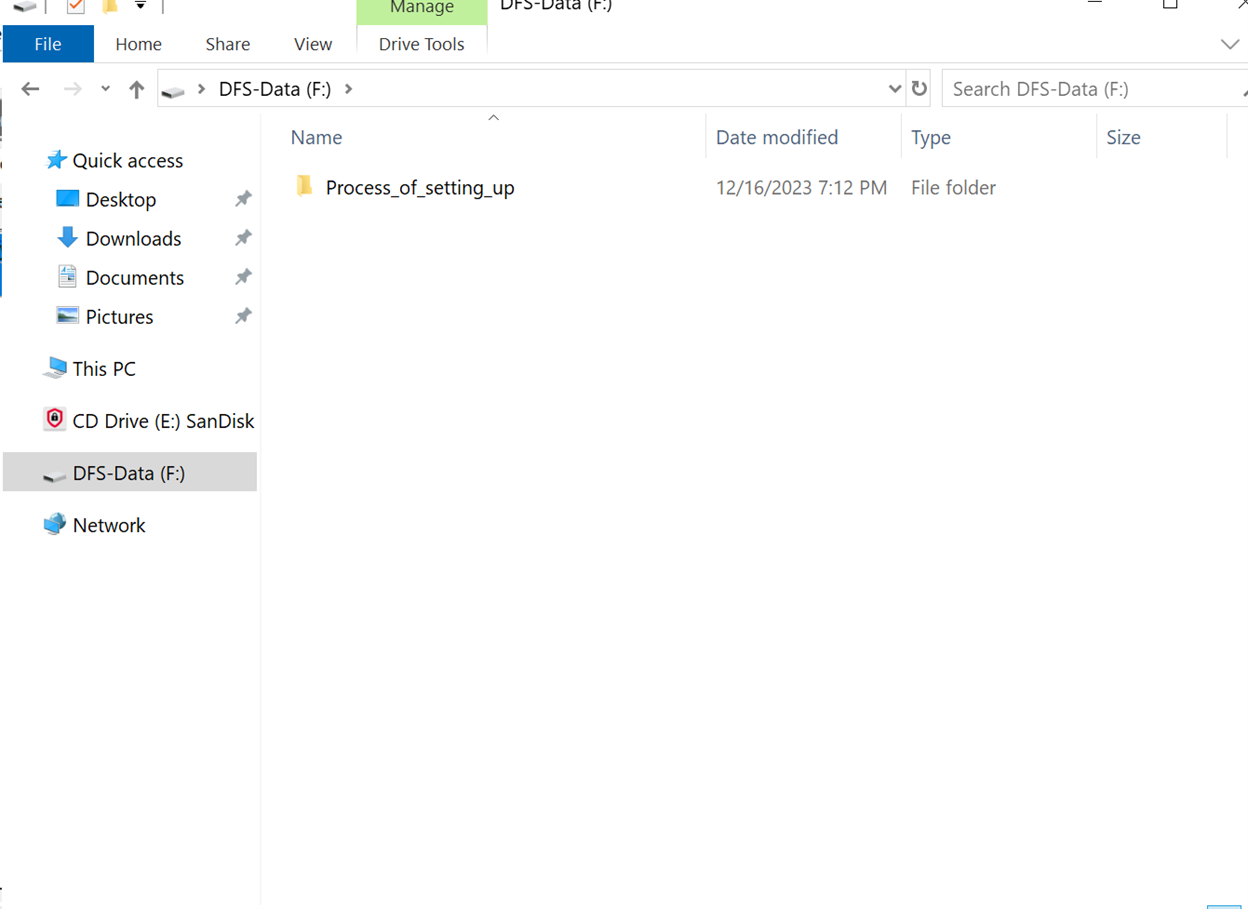 Manage DFS-Data (F:)
File Home Share View Drive Tools
DFS-Data (F:) Search DFS-Data (F:)
Name Date modified Type Size
Process_of_setting_up 12/16/2023 7:12 PM File folder
Quick access
Desktop
Downloads
Documents
Pictures
This PC
CD Drive (E:) SanDisk
DFS-Data (F:)
Network